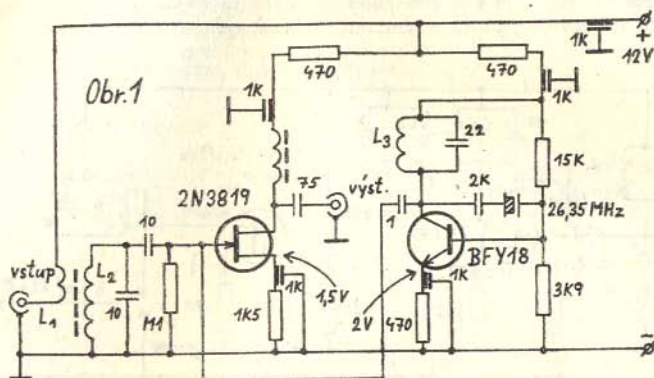 Obr.1
470
470
1K
+
12V
1K
1K
L3
22
15K
2N3819
75
výst.
2K
26,35 MHz
10
1
BFY18
vstup
L2
L1
10
M1
1K
1,5V
1K5
2V
1K
470
3K9